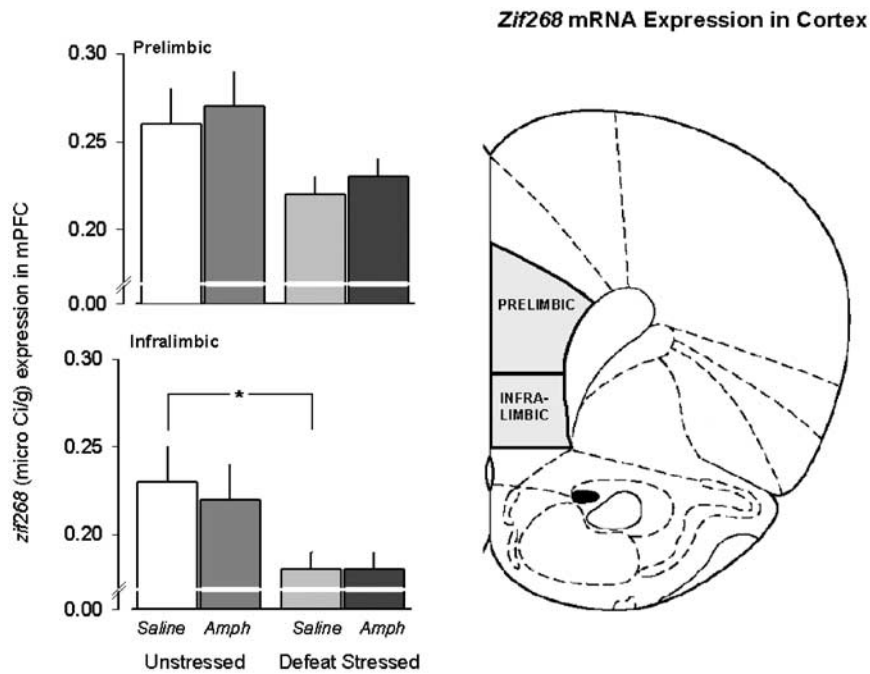 Zif268 mRNA Expression in Cortex
zif268 (micro Ci/g) expression in mPFC
Prelimbic
0.30
0.25
0.20
0.00
Infralimbic
0.30
0.25
0.20
0.00
*
Saline Amph Saline Amph
Unstressed Defeat Stressed
PRELIMBIC
INFRA-
LIMBIC